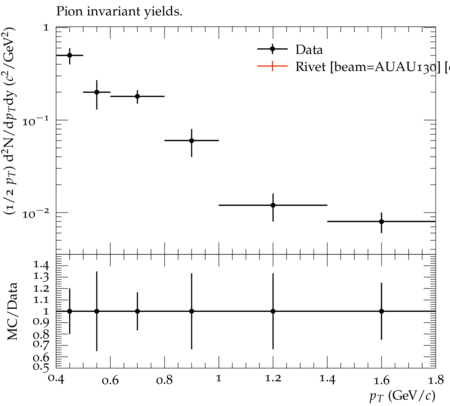 Pion invariant yields.
(1/2 p_T) d²N/dp_Tdy (c²/GeV²)
1
10⁻¹
10⁻²
Data
Rivet [beam=AUAU130] [
MC/Data
1.4
1.3
1.2
1.1
1
0.9
0.8
0.7
0.6
0.5
0.4 0.6 0.8 1 1.2 1.4 1.6 1.8
p_T (GeV/c)